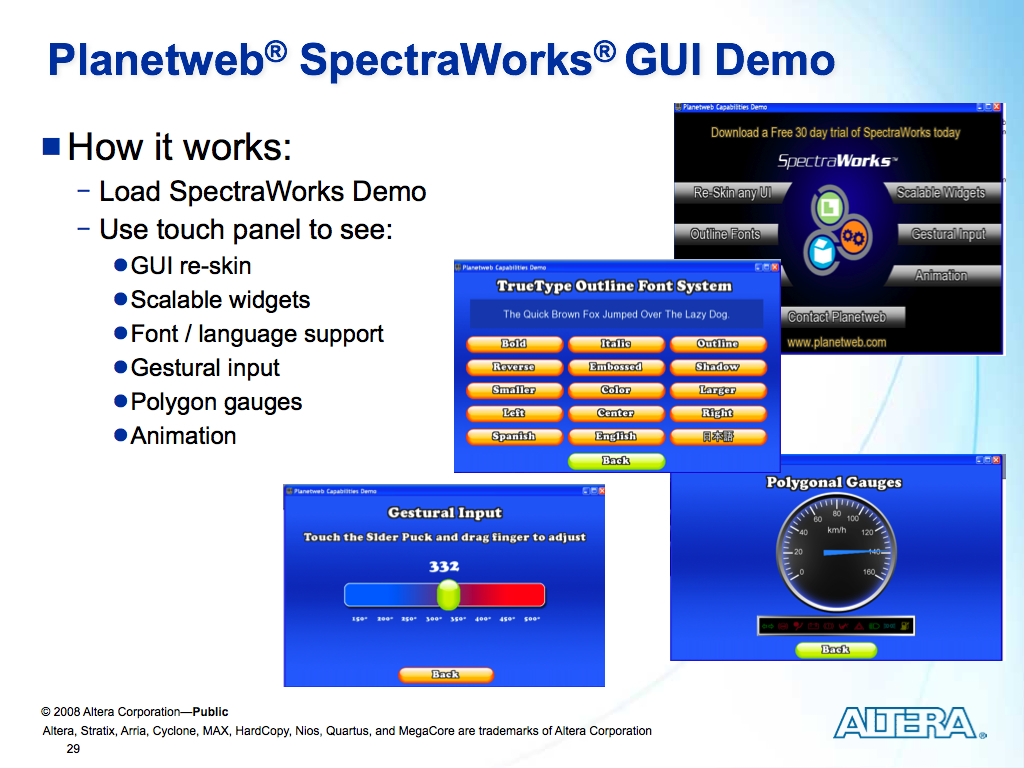 Planetweb® SpectraWorks® GUI Demo
How it works:
– Load SpectraWorks Demo
– Use touch panel to see:
GUI re-skin
Scalable widgets
Font / language support
Gestural input
Polygon gauges
Animation
Planetweb Capabilities Demo
Download a Free 30 day trial of SpectraWorks today
SpectraWorks™
Re-Skin any UI
Scalable Widgets
Outline Fonts
Gestural Input
Animation
Contact Planetweb
www.planetweb.com
Planetweb Capabilities Demo
TrueType Outline Font System
The Quick Brown Fox Jumped Over The Lazy Dog.
Bold Italic Outline
Reverse Embossed Shadow
Smaller Color Larger
Left Center Right
Spanish English 日本語
Back
Planetweb Capabilities Demo
Gestural Input
Touch the Slder Puck and drag finger to adjust
332
150° 200° 250° 300° 350° 400° 450° 500°
Back
Polygonal Gauges
0 20 40 60 80 100 120 140 160
km/h
Back
© 2008 Altera Corporation—Public
Altera, Stratix, Arria, Cyclone, MAX, HardCopy, Nios, Quartus, and MegaCore are trademarks of Altera Corporation
29
ALTERA®